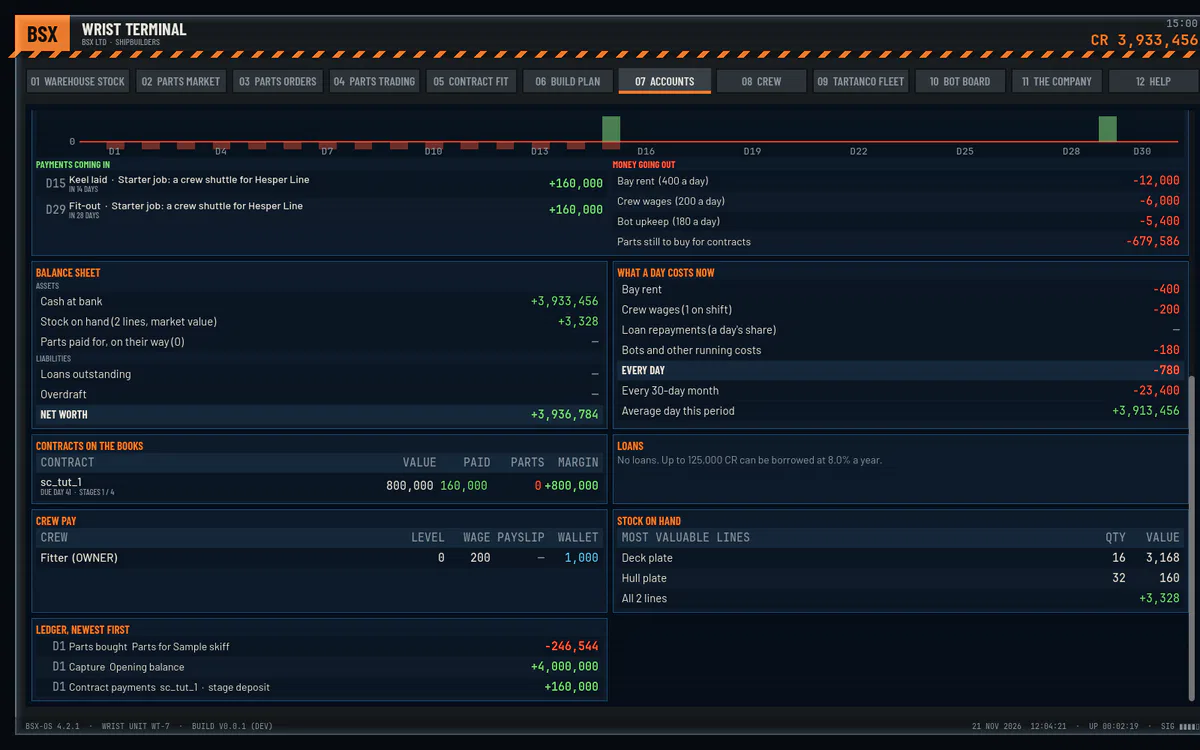 BSX
WRIST TERMINAL
BSX LTD · SHIPBUILDERS
15:00
CR 3,933,456
01 WAREHOUSE STOCK
02 PARTS MARKET
03 PARTS ORDERS
04 PARTS TRADING
05 CONTRACT FIT
06 BUILD PLAN
07 ACCOUNTS
08 CREW
09 TARTANCO FLEET
10 BOT BOARD
11 THE COMPANY
12 HELP
0
D1 D4 D7 D10 D13 D16 D19 D22 D25 D28 D30
PAYMENTS COMING IN
D15 Keel laid · Starter job: a crew shuttle for Hesper Line +160,000
IN 14 DAYS
D29 Fit-out · Starter job: a crew shuttle for Hesper Line +160,000
IN 28 DAYS
MONEY GOING OUT
Bay rent (400 a day) -12,000
Crew wages (200 a day) -6,000
Bot upkeep (180 a day) -5,400
Parts still to buy for contracts -679,586
BALANCE SHEET
ASSETS
Cash at bank +3,933,456
Stock on hand (2 lines, market value) +3,328
Parts paid for, on their way (0) —
LIABILITIES
Loans outstanding —
Overdraft —
NET WORTH +3,936,784
WHAT A DAY COSTS NOW
Bay rent -400
Crew wages (1 on shift) -200
Loan repayments (a day's share) —
Bots and other running costs -180
EVERY DAY -780
Every 30-day month -23,400
Average day this period +3,913,456
CONTRACTS ON THE BOOKS
CONTRACT VALUE PAID PARTS MARGIN
sc_tut_1 800,000 160,000 0 +800,000
DUE DAY 41 · STAGES 1 / 4
LOANS
No loans. Up to 125,000 CR can be borrowed at 8.0% a year.
CREW PAY
CREW LEVEL WAGE PAYSLIP WALLET
Fitter (OWNER) 0 200 — 1,000
STOCK ON HAND
MOST VALUABLE LINES QTY VALUE
Deck plate 16 3,168
Hull plate 32 160
All 2 lines +3,328
LEDGER, NEWEST FIRST
D1 Parts bought Parts for Sample skiff -246,544
D1 Capture Opening balance +4,000,000
D1 Contract payments sc_tut_1 · stage deposit +160,000
BSX-OS 4.2.1 · WRIST UNIT WT-7 · BUILD V0.0.1 (DEV)
21 NOV 2026 12:04:21 · UP 00:02:19 · SIG